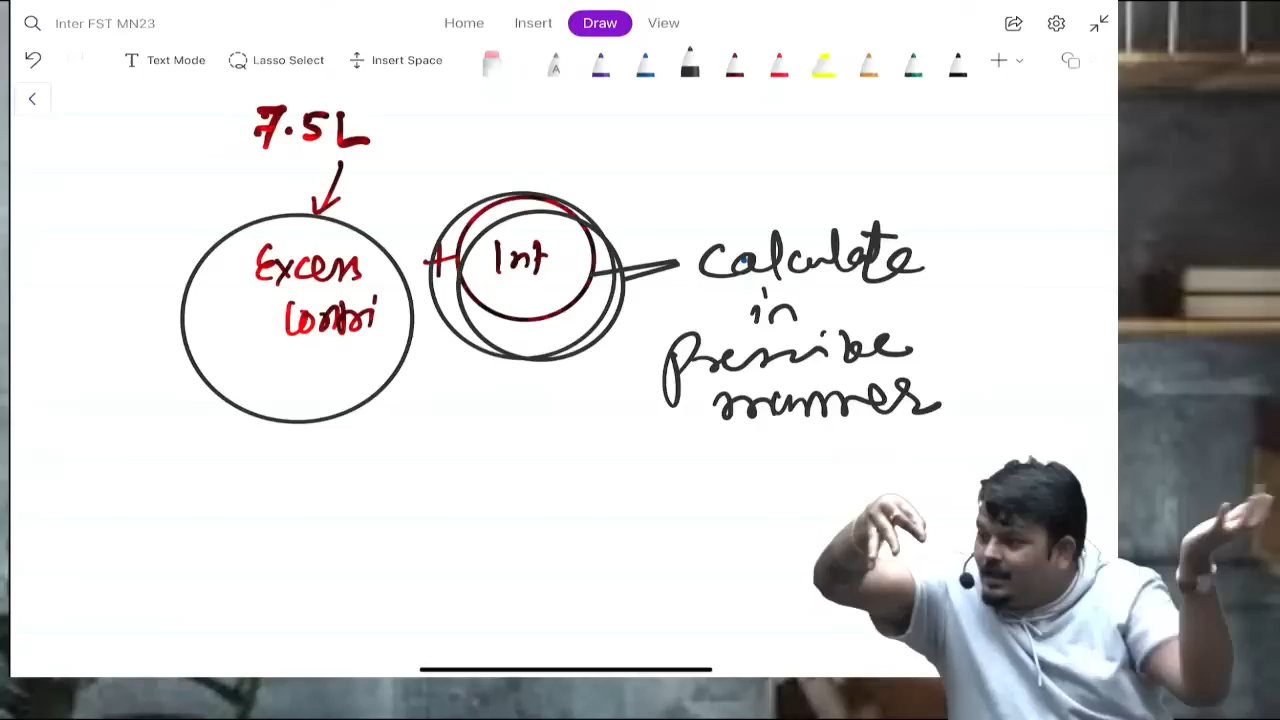 Inter FST MN23
Home Insert Draw View
Text Mode Lasso Select Insert Space
7.5L
Excess
Contri
+ Int
Calculate
in
Prescribe
manner